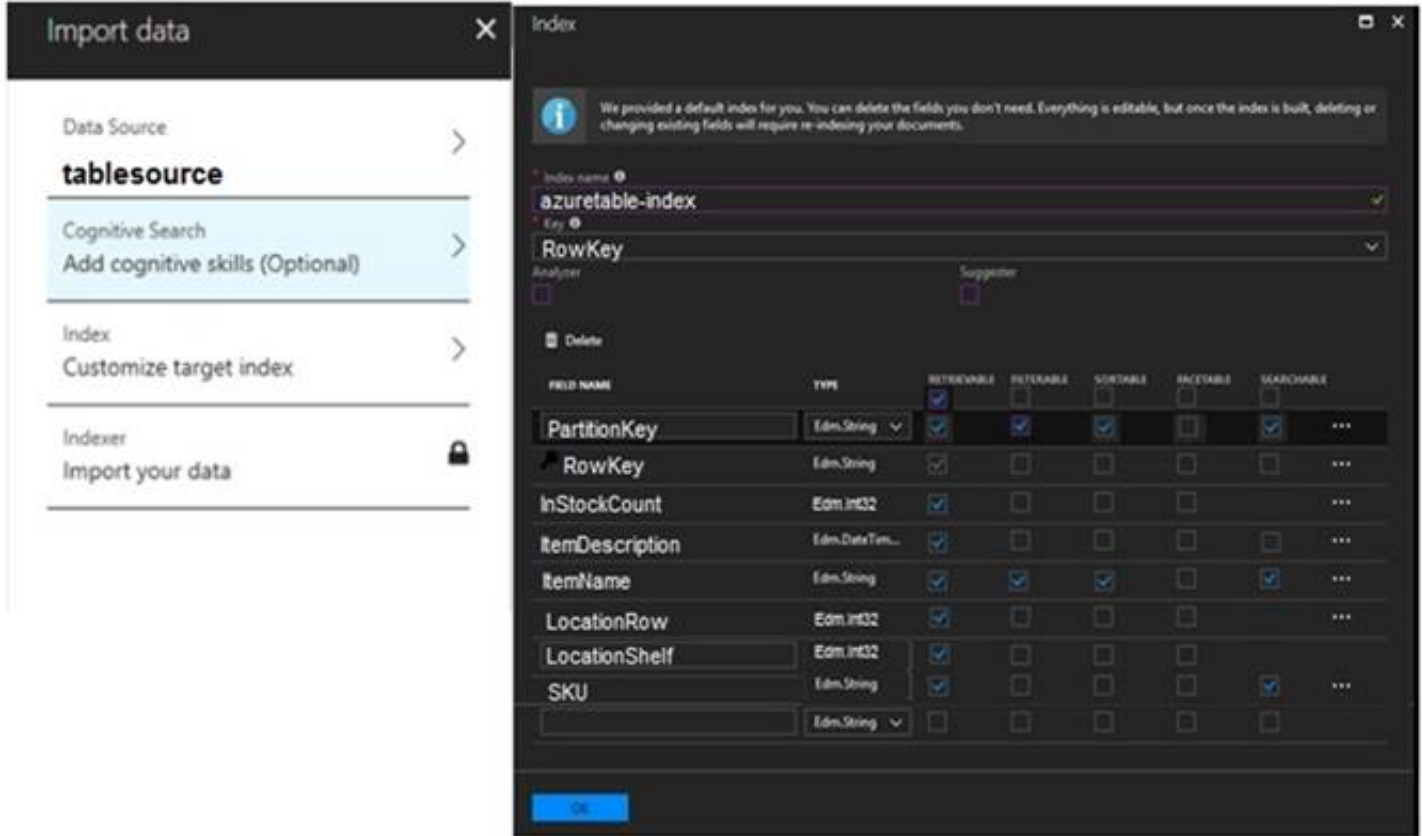 Import data
Data Source
tablesource
Cognitive Search
Add cognitive skills (Optional)
Index
Customize target index
Indexer
Import your data
Index
We provided a default index for you. You can delete the fields you don't need. Everything is editable, but once the index is built, deleting or
changing existing fields will require re-indexing your documents.
* Index name
azuretable-index
* Key
RowKey
Analyzer Suggester
Delete
FIELD NAME TYPE RETRIEVABLE FILTERABLE SORTABLE FACETABLE SEARCHABLE
PartitionKey Edm.String ...
RowKey Edm.String ...
InStockCount Edm.Int32 ...
ItemDescription Edm.DateTim... ...
ItemName Edm.String ...
LocationRow Edm.Int32 ...
LocationShelf Edm.Int32
SKU Edm.String ...
Edm.String
OK